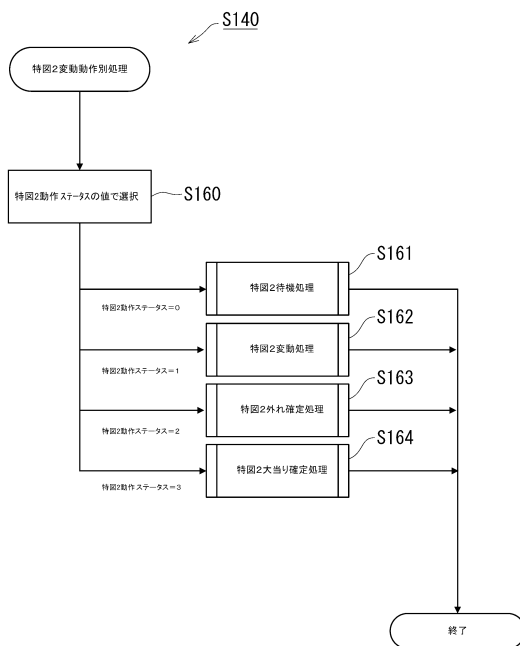 S140
特図2変動動作別処理
特図2動作ステータスの値で選択
S160
S161
特図2待機処理
特図2動作ステータス=0
S162
特図2変動処理
特図2動作ステータス=1
S163
特図2外れ確定処理
特図2動作ステータス=2
S164
特図2大当り確定処理
特図2動作ステータス=3
終了